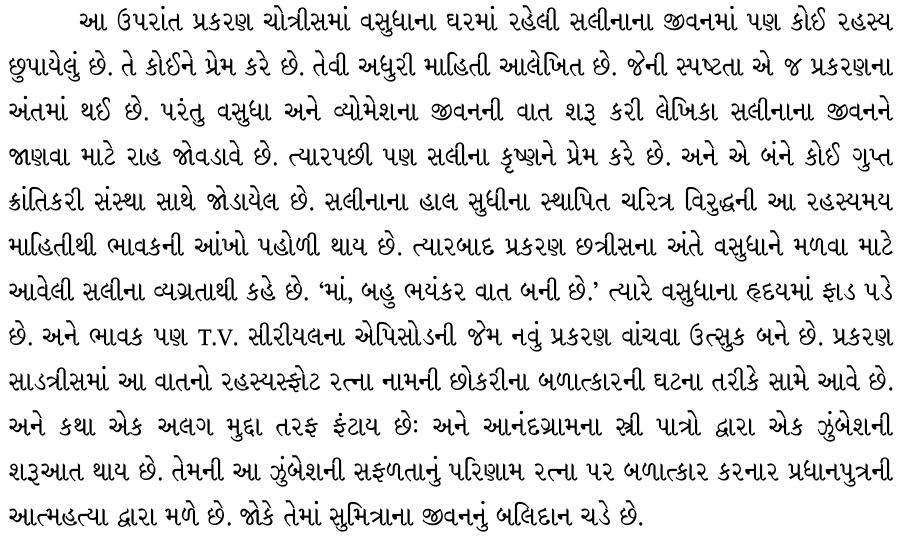 આ ઉપરાંત પ્રકરણ ચોત્રીસમાં વસુધાના ઘરમાં રહેલી સલીનાના જીવનમાં પણ કોઈ રહસ્ય
છુપાયેલું છે. તે કોઈને પ્રેમ કરે છે. તેવી અધુરી માહિતી આલેખિત છે. જેની સ્પષ્ટતા એ જ પ્રકરણના
અંતમાં થઈ છે. પરંતુ વસુધા અને વ્યોમેશના જીવનની વાત શરૂ કરી લેખિકા સલીનાના જીવનને
જાણવા માટે રાહ જોવડાવે છે. ત્યારપછી પણ સલીના કૃષ્ણને પ્રેમ કરે છે. અને એ બંને કોઈ ગુપ્ત
ક્રાંતિકરી સંસ્થા સાથે જોડાયેલ છે. સલીનાના હાલ સુધીના સ્થાપિત ચરિત્ર વિરુદ્ધની આ રહસ્યમય
માહિતીથી ભાવકની આંખો પહોળી થાય છે. ત્યારબાદ પ્રકરણ છત્રીસના અંતે વસુધાને મળવા માટે
આવેલી સલીના વ્યગ્રતાથી કહે છે. ‘માં, બહુ ભયંકર વાત બની છે.’ ત્યારે વસુધાના હૃદયમાં ફાડ પડે
છે. અને ભાવક પણ T.V. સીરીયલના એપિસોડની જેમ નવું પ્રકરણ વાંચવા ઉત્સુક બને છે. પ્રકરણ
સાડત્રીસમાં આ વાતનો રહસ્યસ્ફોટ રત્ના નામની છોકરીના બળાત્કારની ઘટના તરીકે સામે આવે છે.
અને કથા એક અલગ મુદ્દા તરફ ફંટાય છેઃ અને આનંદગ્રામના સ્ત્રી પાત્રો દ્વારા એક ઝુંબેશની
શરૂઆત થાય છે. તેમની આ ઝુંબેશની સફળતાનું પરિણામ રત્ના પર બળાત્કાર કરનાર પ્રધાનપુત્રની
આત્મહત્યા દ્વારા મળે છે. જોકે તેમાં સુમિત્રાના જીવનનું બલિદાન ચડે છે.